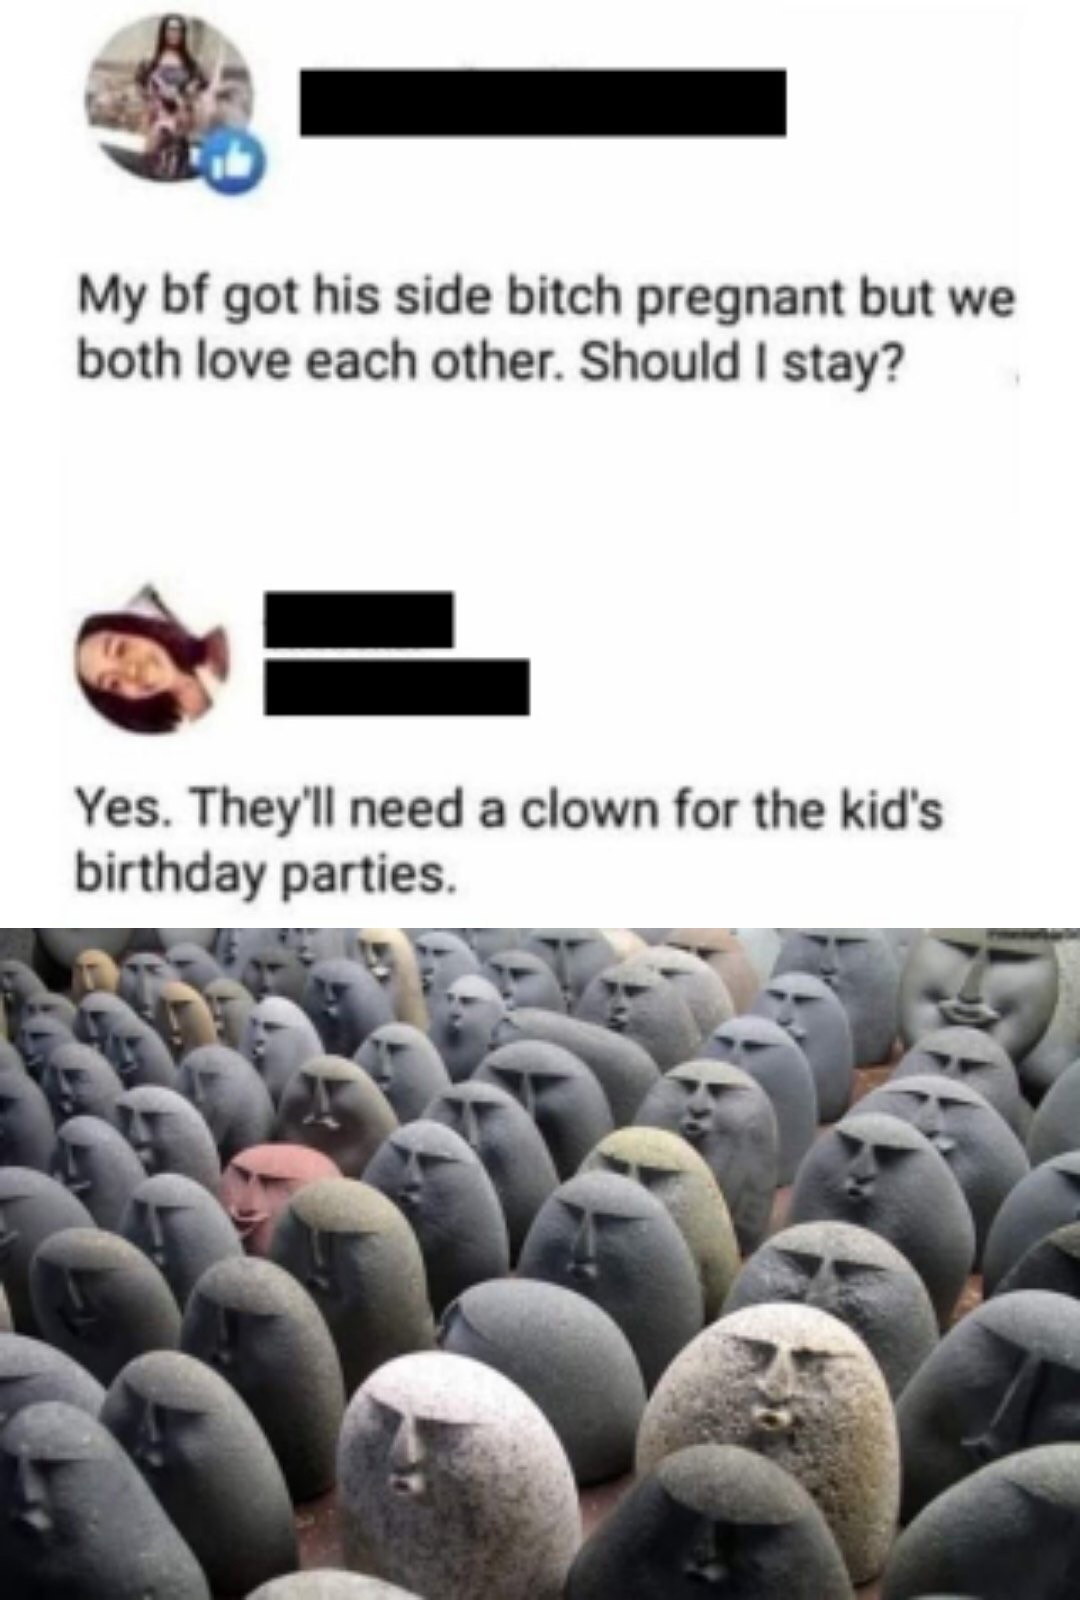 My bf got his side bitch pregnant but we
both love each other. Should I stay?
Yes. They'll need a clown for the kid's
birthday parties.